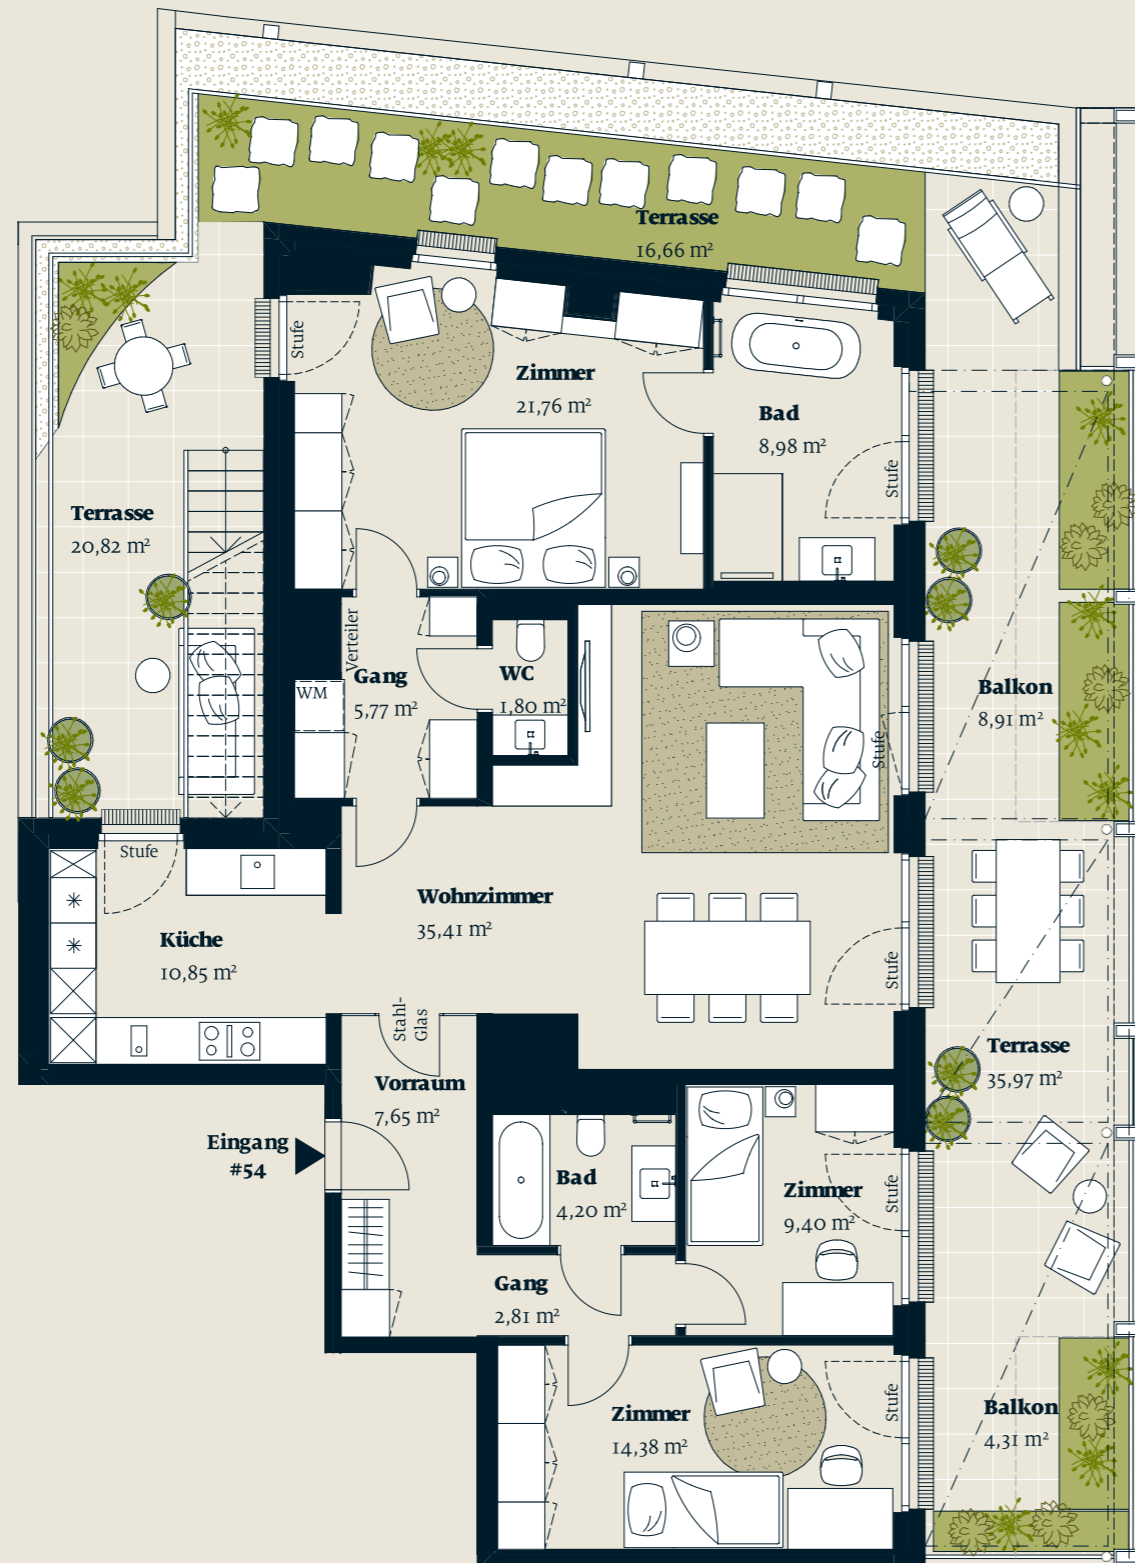 Terrasse
16,66 m²
Stufe
Zimmer
21,76 m²
Bad
8,98 m²
Stufe
Terrasse
20,82 m²
Verteiler
Gang
5,77 m²
WM
WC
1,80 m²
Stufe
Balkon
8,91 m²
Stufe
Küche
10,85 m²
Wohnzimmer
35,41 m²
Stufe
Stahl-
Glas
Terrasse
35,97 m²
Vorraum
7,65 m²
Eingang
#54
Bad
4,20 m²
Zimmer
9,40 m²
Stufe
Gang
2,81 m²
Zimmer
14,38 m²
Stufe
Balkon
4,31 m²